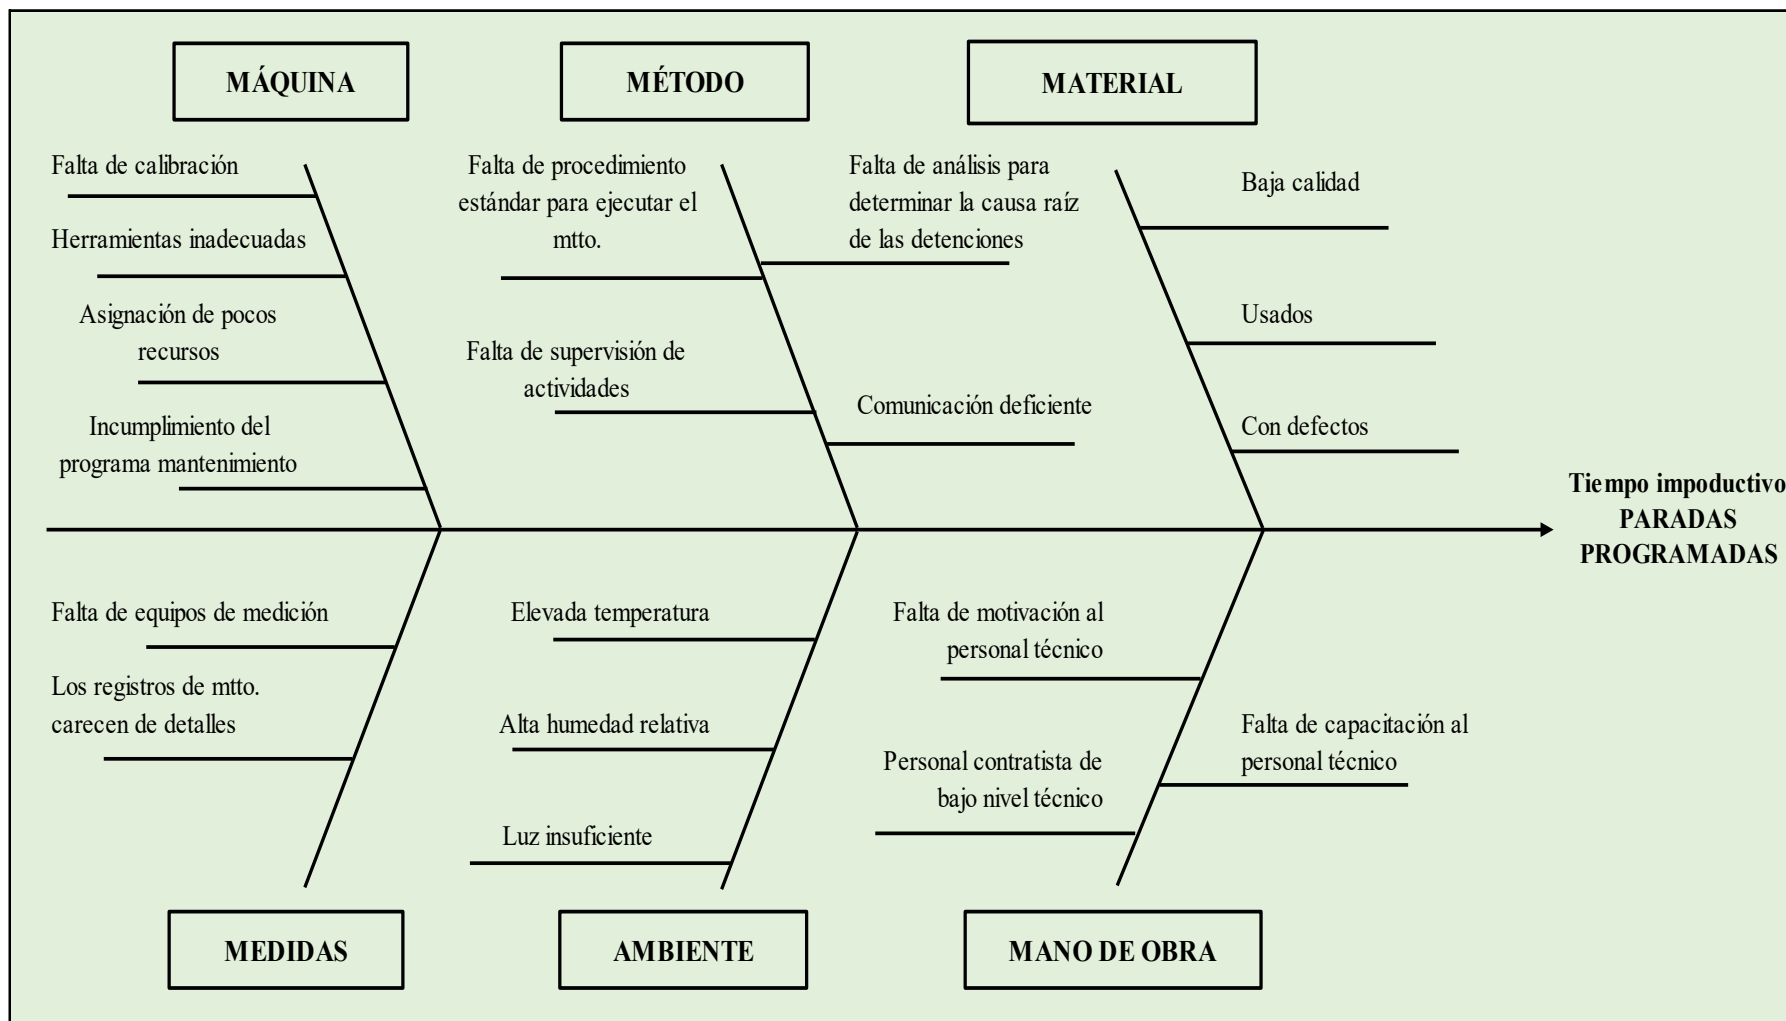 MÁQUINA
MÉTODO
MATERIAL
Falta de calibración
Herramientas inadecuadas
Asignación de pocos
recursos
Incumplimiento del
programa mantenimiento
Falta de procedimiento
estándar para ejecutar el
mtto.
Falta de supervisión de
actividades
Falta de análisis para
determinar la causa raíz
de las detenciones
Comunicación deficiente
Baja calidad
Usados
Con defectos
Tiempo impoductivo
PARADAS
PROGRAMADAS
Falta de equipos de medición
Los registros de mtto.
carecen de detalles
Elevada temperatura
Alta humedad relativa
Luz insuficiente
Falta de motivación al
personal técnico
Personal contratista de
bajo nivel técnico
Falta de capacitación al
personal técnico
MEDIDAS
AMBIENTE
MANO DE OBRA